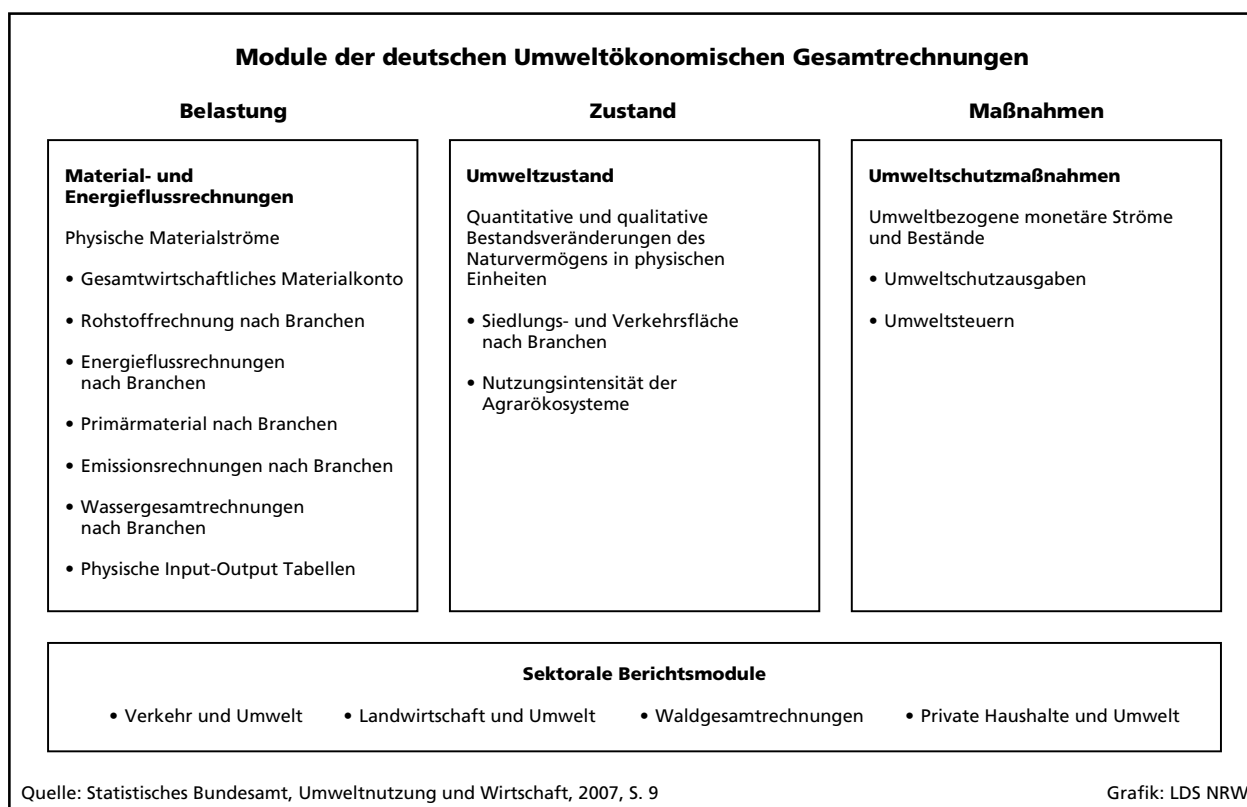 Module der deutschen Umweltökonomischen Gesamtrechnungen
Belastung
Material- und
Energieflussrechnungen
Physische Materialströme
• Gesamtwirtschaftliches Materialkonto
• Rohstoffrechnung nach Branchen
• Energieflussrechnungen
nach Branchen
• Primärmaterial nach Branchen
• Emissionsrechnungen nach Branchen
• Wassergesamtrechnungen
nach Branchen
• Physische Input-Output Tabellen
Zustand
Umweltzustand
Quantitative und qualitative
Bestandsveränderungen des
Naturvermögens in physischen
Einheiten
• Siedlungs- und Verkehrsfläche
nach Branchen
• Nutzungsintensität der
Agrarökosysteme
Maßnahmen
Umweltschutzmaßnahmen
Umweltbezogene monetäre Ströme
und Bestände
• Umweltschutzausgaben
• Umweltsteuern
Sektorale Berichtsmodule
• Verkehr und Umwelt • Landwirtschaft und Umwelt • Waldgesamtrechnungen • Private Haushalte und Umwelt
Quelle: Statistisches Bundesamt, Umweltnutzung und Wirtschaft, 2007, S. 9 Grafik: LDS NRW